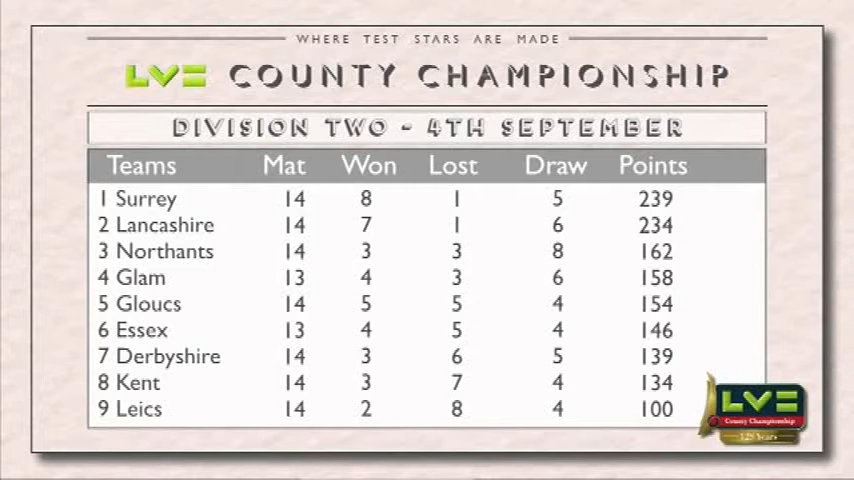 WHERE TEST STARS ARE MADE
LV= COUNTY CHAMPIONSHIP
DIVISION TWO - 4TH SEPTEMBER
Teams Mat Won Lost Draw Points
1 Surrey 14 8 1 5 239
2 Lancashire 14 7 1 6 234
3 Northants 14 3 3 8 162
4 Glam 13 4 3 6 158
5 Gloucs 14 5 5 4 154
6 Essex 13 4 5 4 146
7 Derbyshire 14 3 6 5 139
8 Kent 14 3 7 4 134
9 Leics 14 2 8 4 100
LV=
County Championship
125 Years